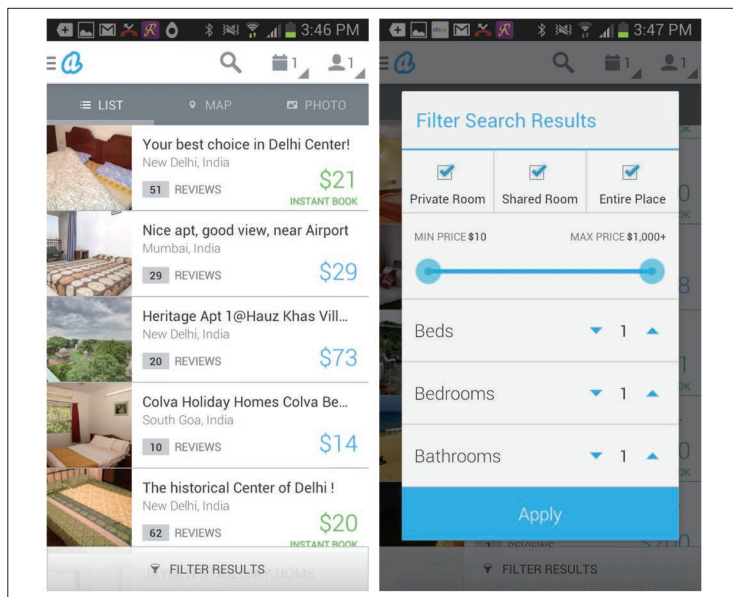 3:46 PM
1
1
LIST
MAP
PHOTO
Your best choice in Delhi Center!
New Delhi, India
51 REVIEWS
$21
INSTANT BOOK
Nice apt, good view, near Airport
Mumbai, India
29 REVIEWS
$29
Heritage Apt 1@Hauz Khas Vill...
New Delhi, India
20 REVIEWS
$73
Colva Holiday Homes Colva Be...
South Goa, India
10 REVIEWS
$14
The historical Center of Delhi !
New Delhi, India
62 REVIEWS
$20
INSTANT BOOK
FILTER RESULTS
3:47 PM
1
1
Filter Search Results
Private Room
Shared Room
Entire Place
MIN PRICE $10
MAX PRICE $1,000+
Beds
1
Bedrooms
1
Bathrooms
1
Apply
1 REVIEWS
$200
FILTER RESULTS